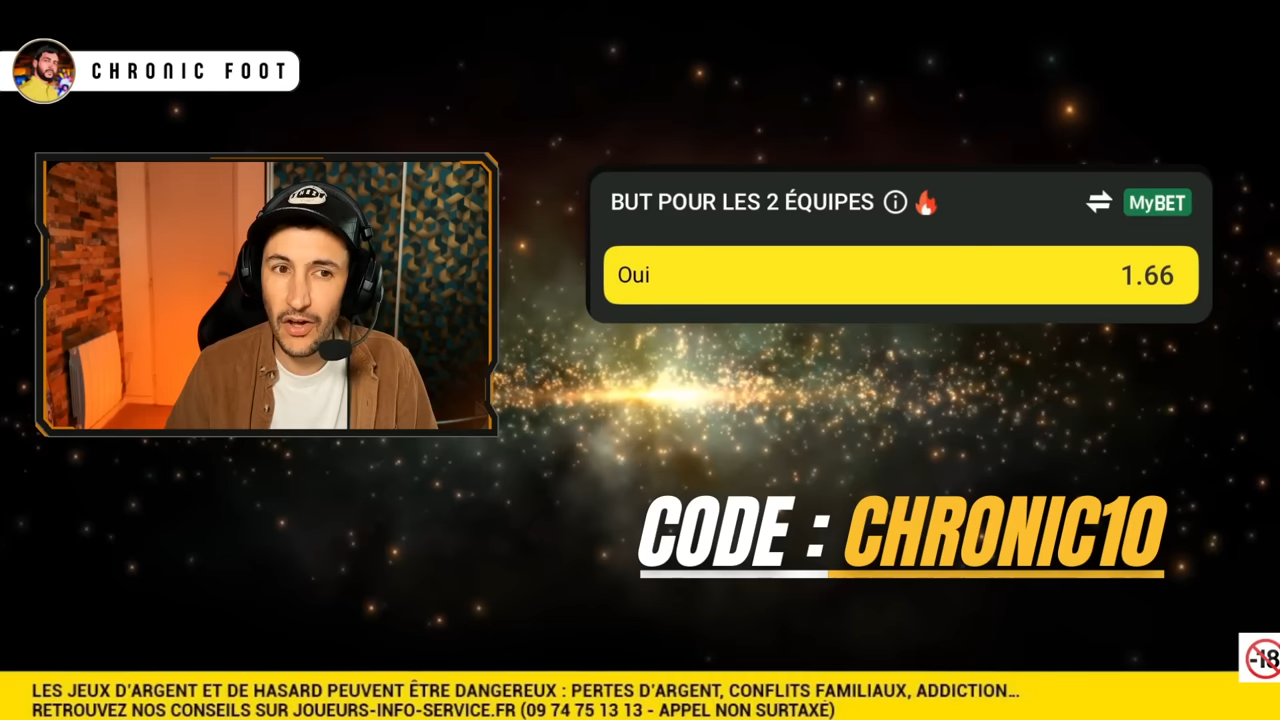 CHRONIC FOOT
BUT POUR LES 2 ÉQUIPES
MyBET
Oui
1.66
CODE : CHRONIC10
-18
LES JEUX D'ARGENT ET DE HASARD PEUVENT ÊTRE DANGEREUX : PERTES D'ARGENT, CONFLITS FAMILIAUX, ADDICTION...
RETROUVEZ NOS CONSEILS SUR JOUEURS-INFO-SERVICE.FR (09 74 75 13 13 - APPEL NON SURTAXÉ)